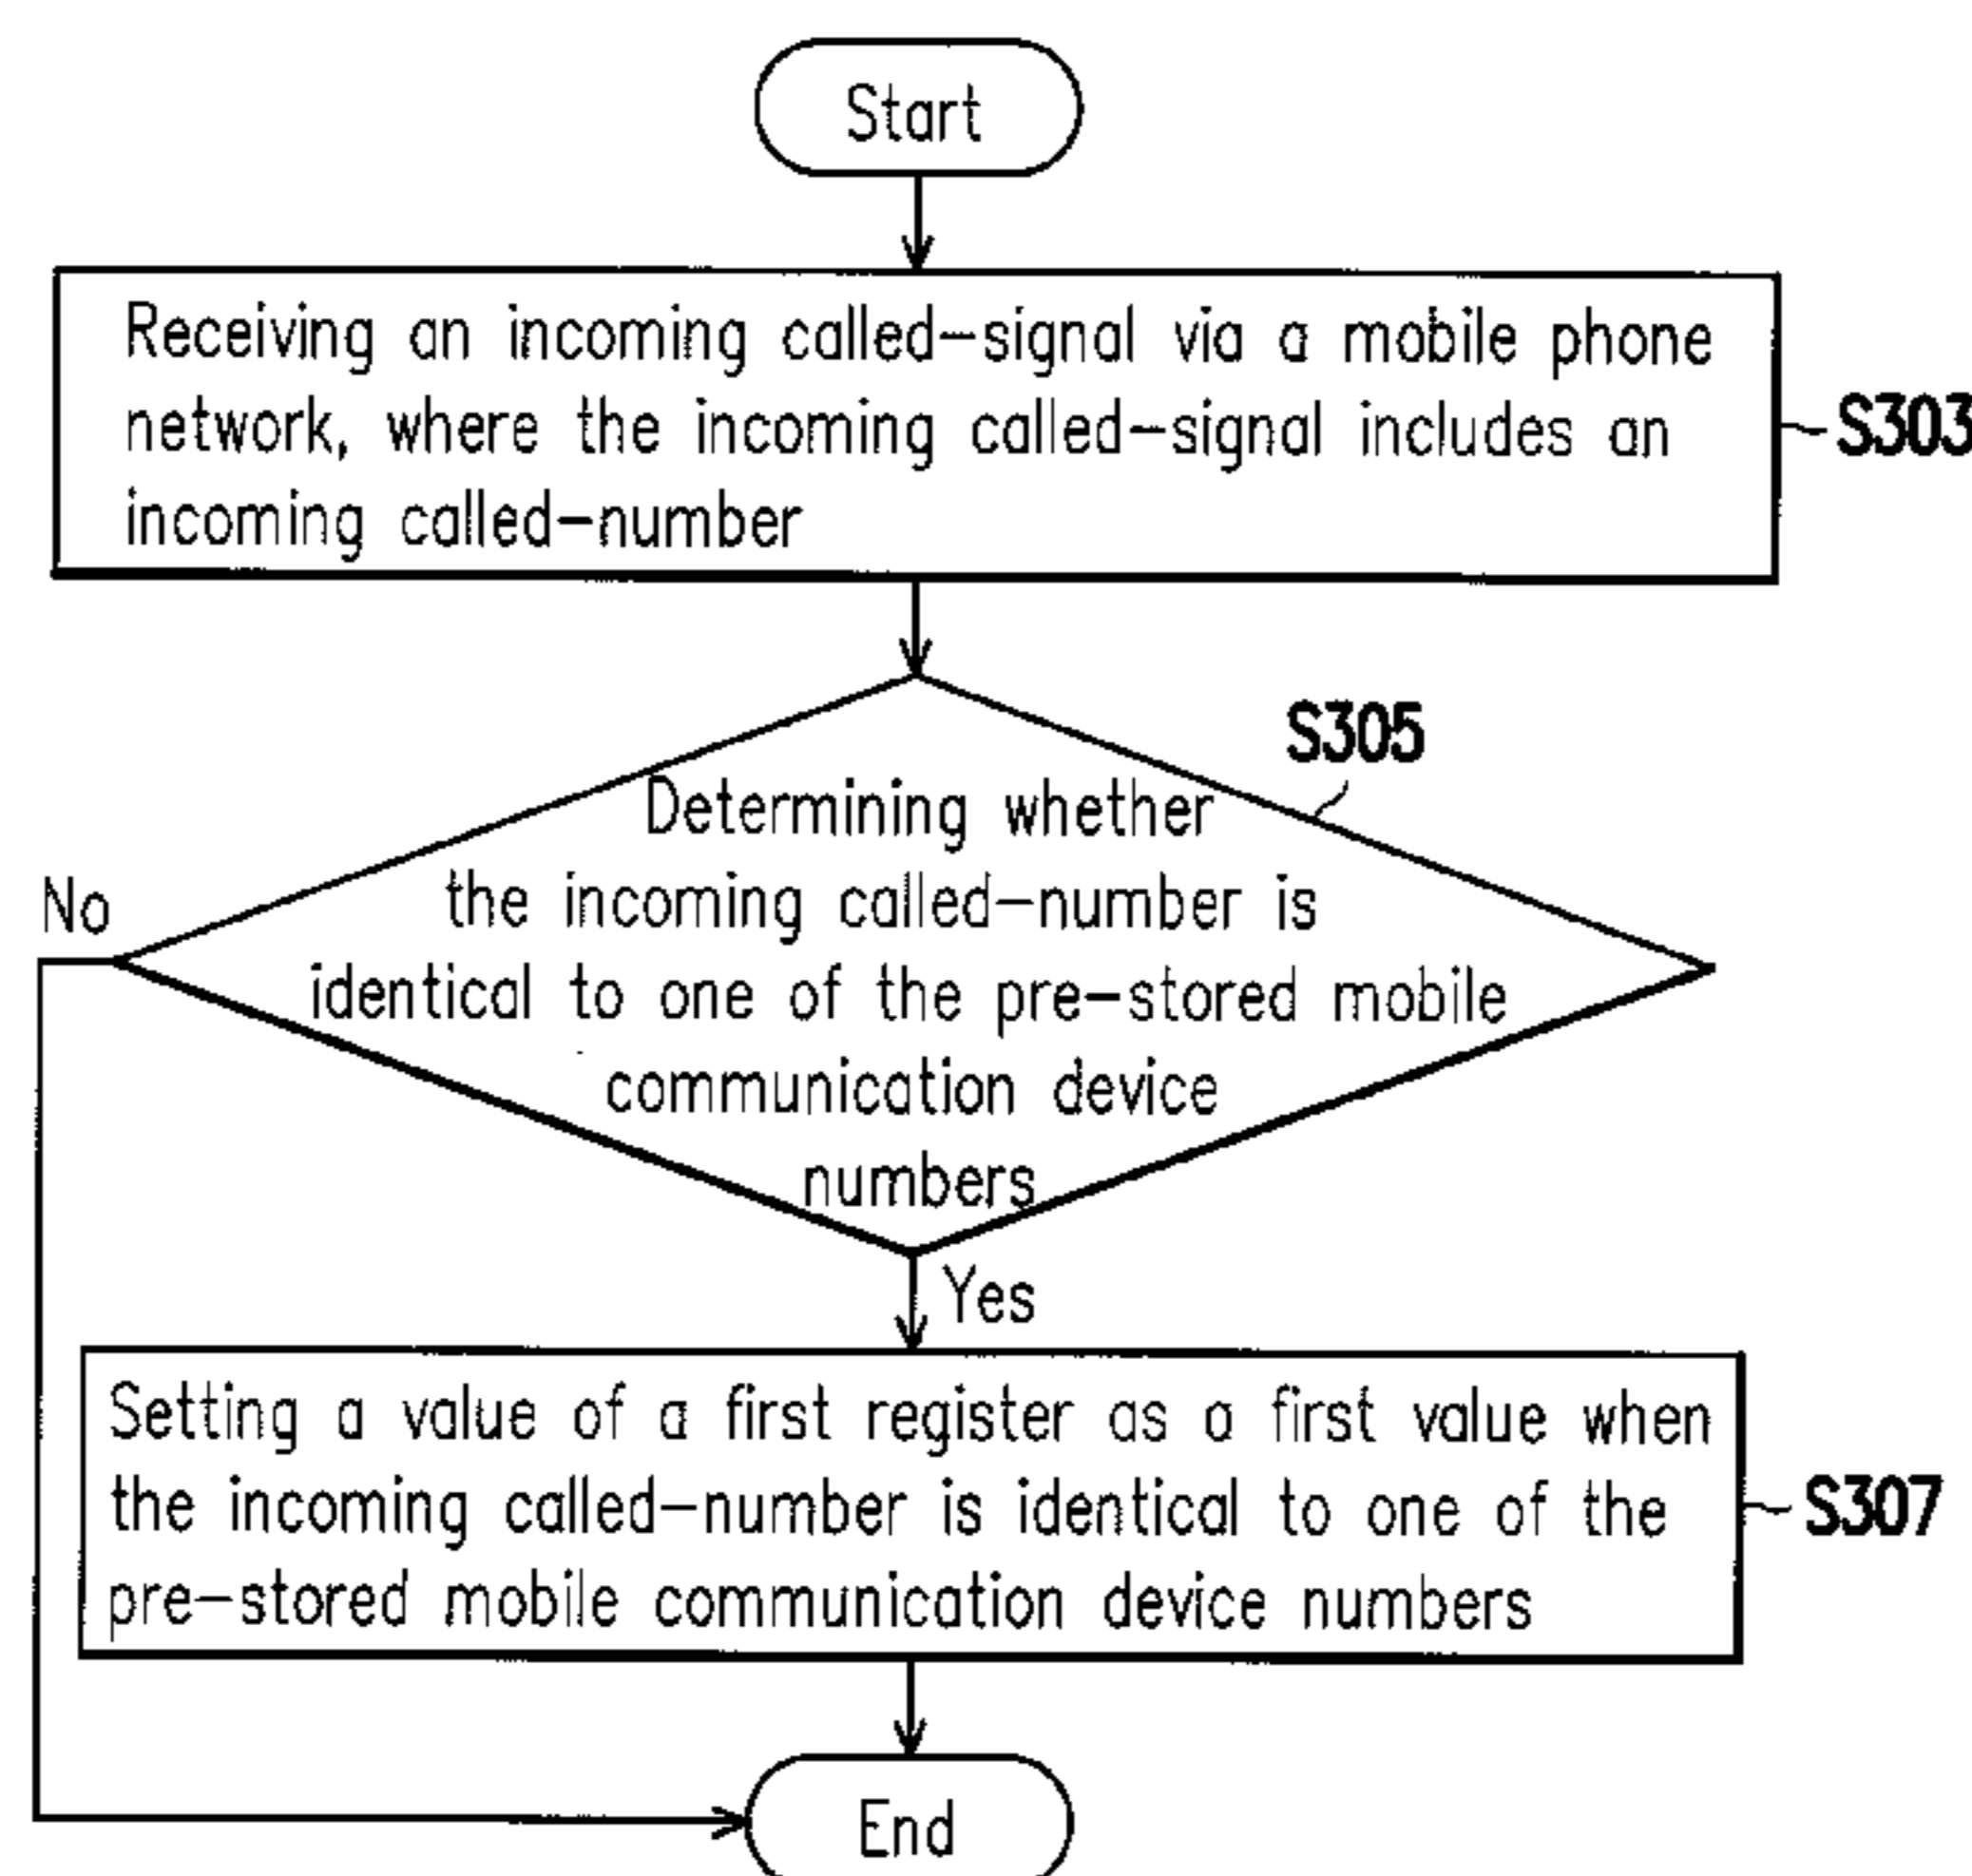 Start
Receiving an incoming called-signal via a mobile phone
network, where the incoming called-signal includes an
incoming called-number
S303
S305
Determining whether
the incoming called-number is
identical to one of the pre-stored mobile
communication device
numbers
No
Yes
Setting a value of a first register as a first value when
the incoming called-number is identical to one of the
pre-stored mobile communication device numbers
S307
End